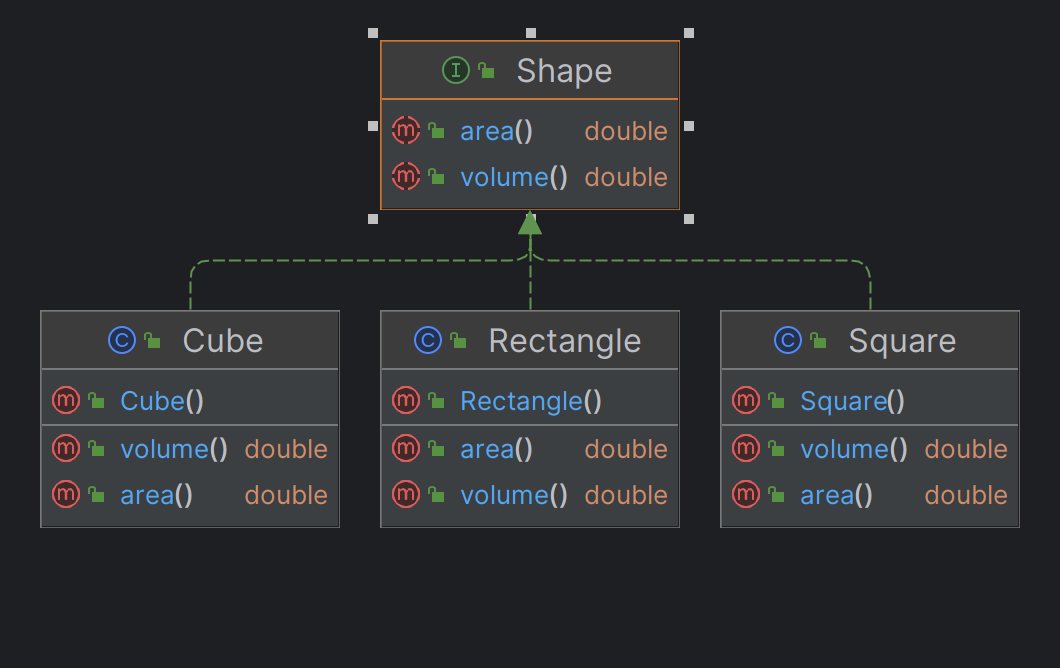 Shape
area() double
volume() double
Cube
Cube()
volume() double
area() double
Rectangle
Rectangle()
area() double
volume() double
Square
Square()
volume() double
area() double